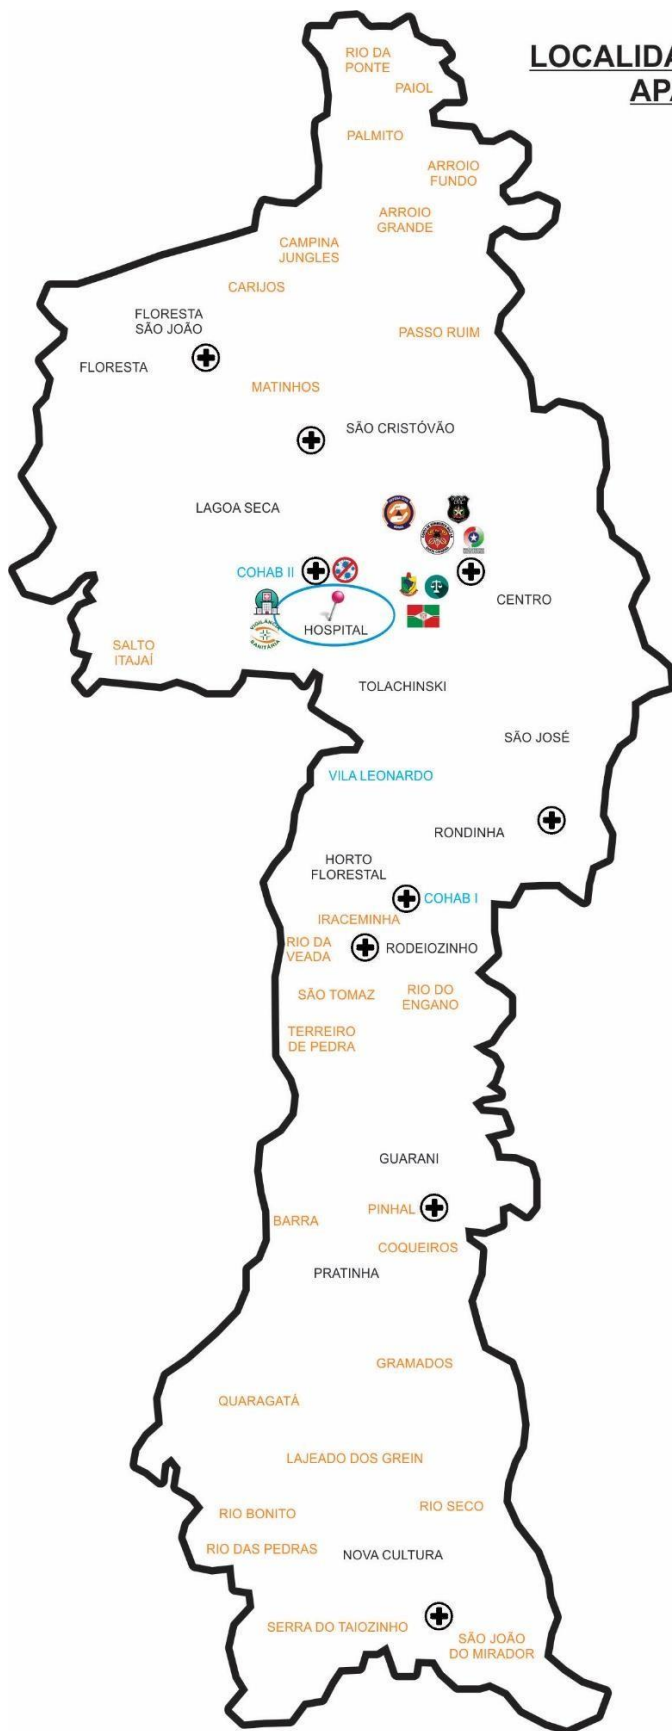 RIO DA
PONTE
PAIOL
PALMITO
ARROIO
FUNDO
ARROIO
GRANDE
CAMPINA
JUNGLES
CARIJOS
FLORESTA
SÃO JOÃO
PASSO RUIM
FLORESTA
MATINHOS
SÃO CRISTÓVÃO
LAGOA SECA
COHAB II
CENTRO
HOSPITAL
VIGILÂNCIA
SANITÁRIA
SALTO
ITAJAÍ
TOLACHINSKI
SÃO JOSÉ
VILA LEONARDO
RONDINHA
HORTO
FLORESTAL
COHAB I
IRACEMINHA
RIO DA
VEADA
RODEIOZINHO
SÃO TOMAZ
RIO DO
ENGANO
TERREIRO
DE PEDRA
GUARANI
PINHAL
BARRA
COQUEIROS
PRATINHA
GRAMADOS
QUARAGATÁ
LAJEADO DOS GREIN
RIO SECO
RIO BONITO
RIO DAS PEDRAS
NOVA CULTURA
SERRA DO TAIOZINHO
SÃO JOÃO
DO MIRADOR